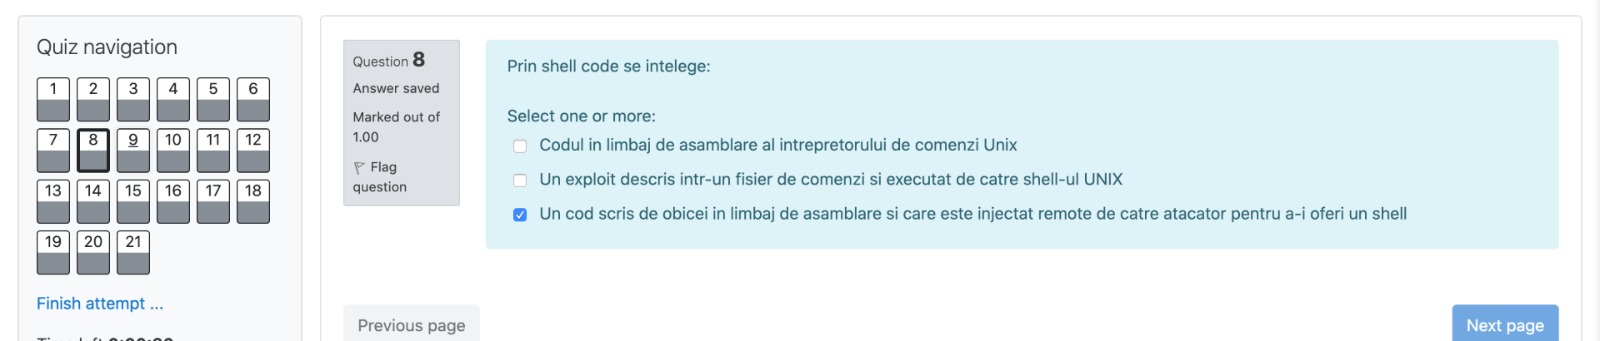 Quiz navigation
1 2 3 4 5 6
7 8 9 10 11 12
13 14 15 16 17 18
19 20 21
Finish attempt ...
Question 8
Answer saved
Marked out of
1.00
Flag
question
Prin shell code se intelege:
Select one or more:
Codul in limbaj de asamblare al intrepretorului de comenzi Unix
Un exploit descris intr-un fisier de comenzi si executat de catre shell-ul UNIX
Un cod scris de obicei in limbaj de asamblare si care este injectat remote de catre atacator pentru a-i oferi un shell
Previous page
Next page